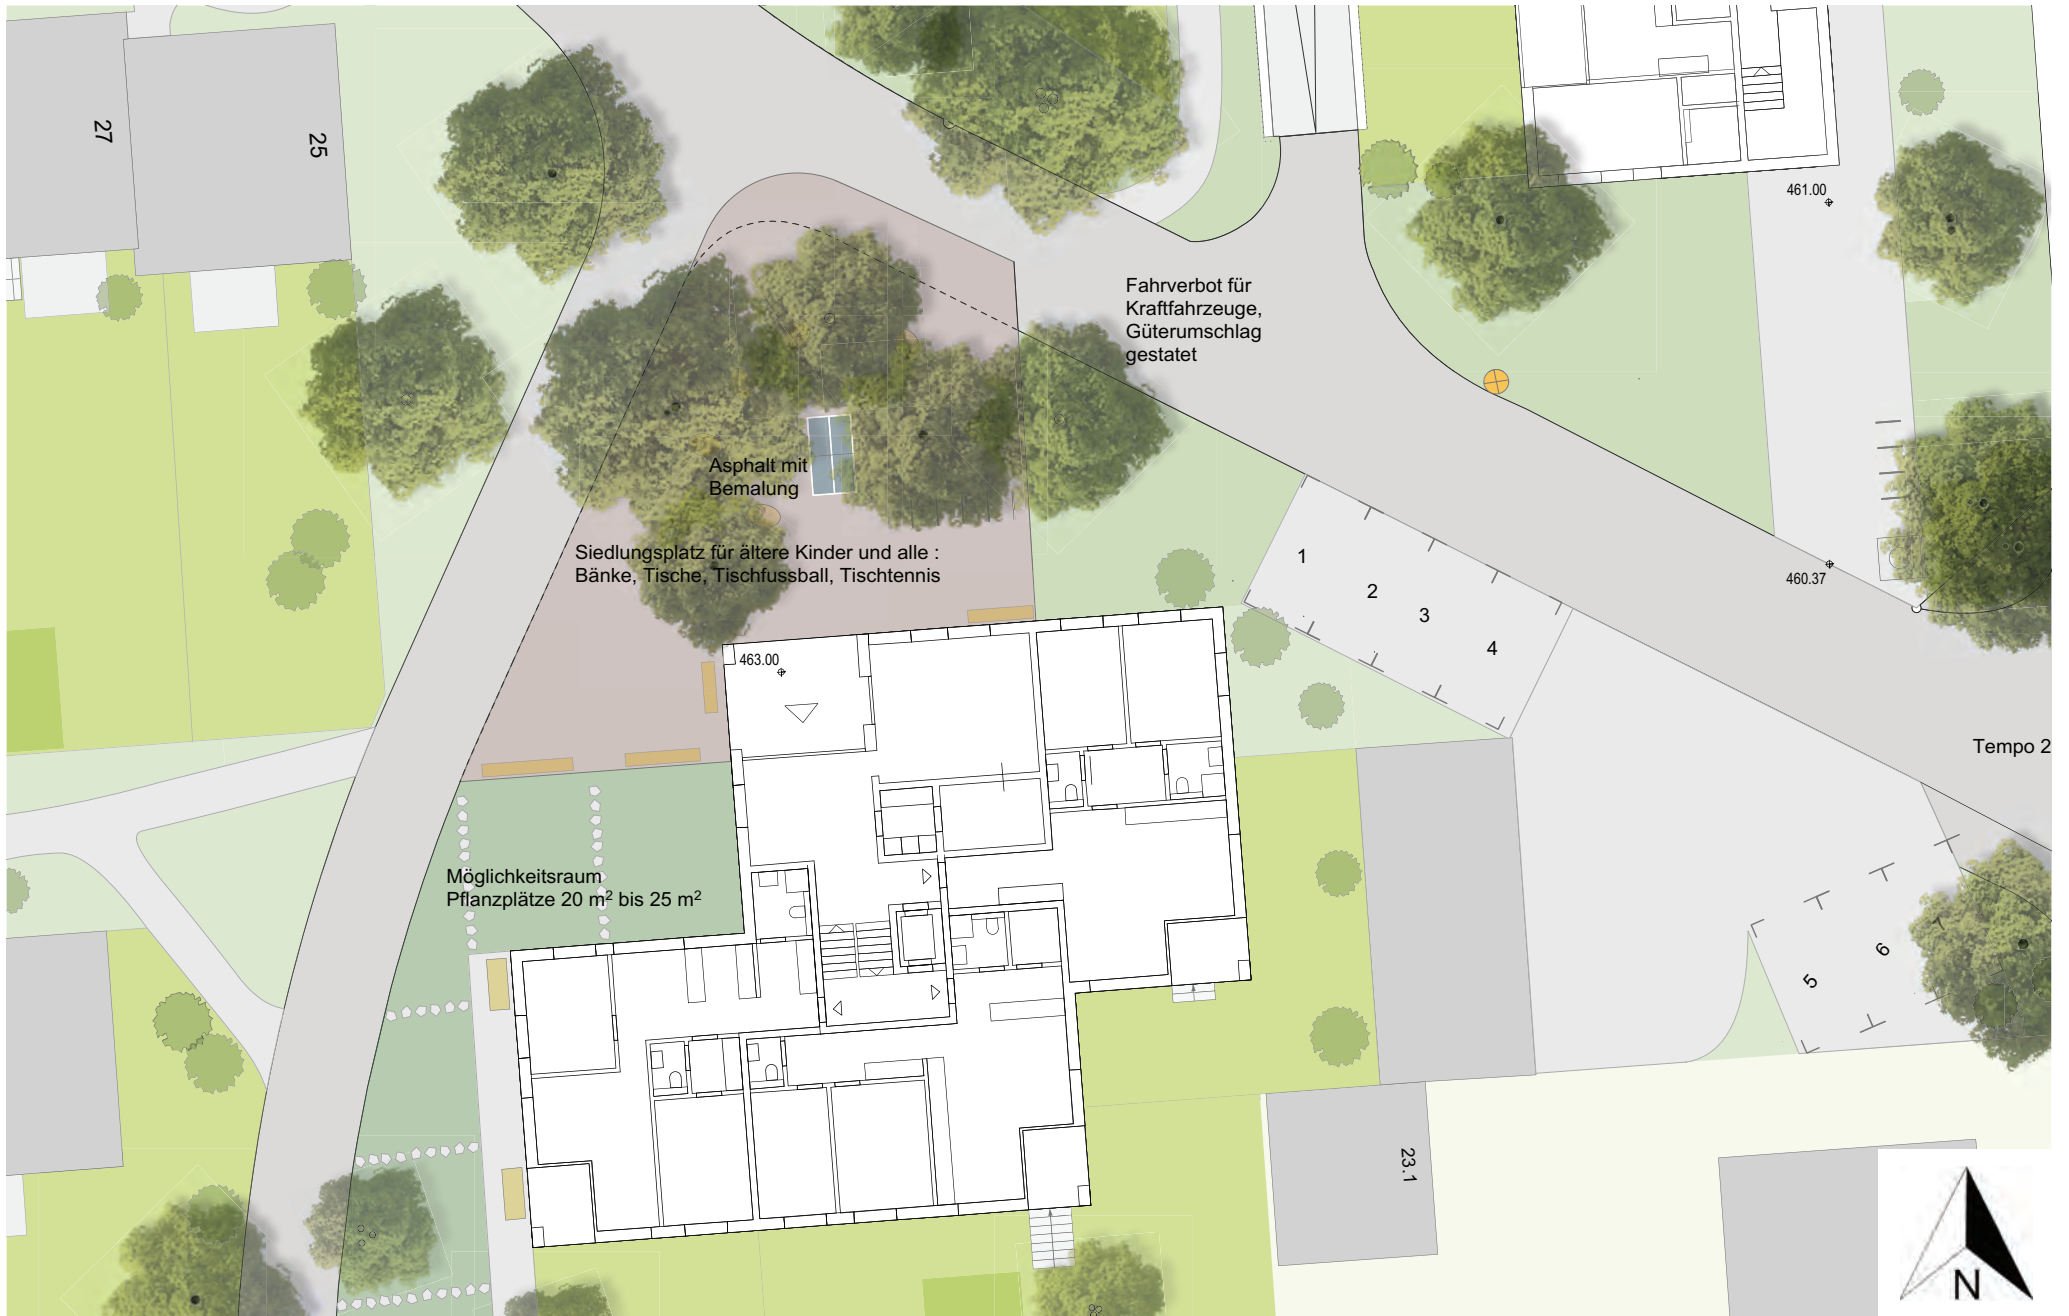 27
25
461.00
Fahrverbot für
Kraftfahrzeuge,
Güterumschlag
gestatet
Asphalt mit
Bemalung
Siedlungsplatz für ältere Kinder und alle :
Bänke, Tische, Tischfussball, Tischtennis
1
2
3
4
460.37
463.00
Tempo 2
Möglichkeitsraum
Pflanzplätze 20 m² bis 25 m²
5
6
7
23.1
N